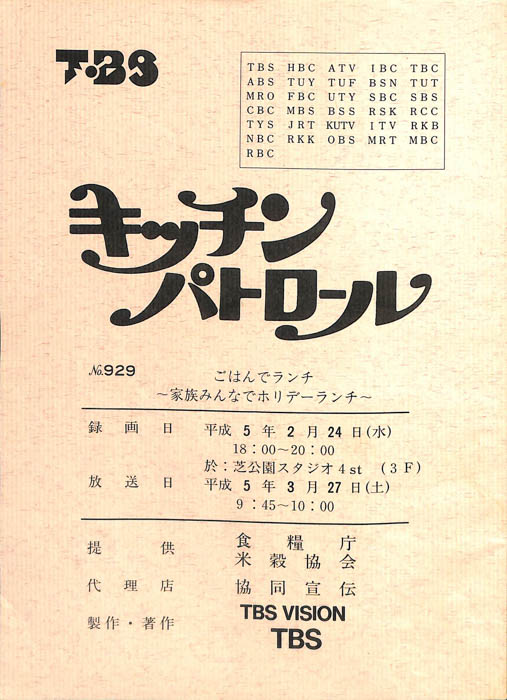 TBS
TBS HBC ATV IBC TBC
ABS TUY TUF BSN TUT
MRO FBC UTY SBC SBS
CBC MBS BSS RSK RCC
TYS JRT KUTV ITV RKB
NBC RKK OBS MRT MBC
RBC
キッチン
パトロール
No.929
ごはんでランチ
～家族みんなでホリデーランチ～
録画日 平成 5 年 2 月 24 日(水)
18：00～20：00
於：芝公園スタジオ4st (3F)
放送日 平成 5 年 3 月 27 日(土)
9：45～10：00
提供 食糧庁
米穀協会
代理店 協同宣伝
製作・著作 TBS VISION
TBS